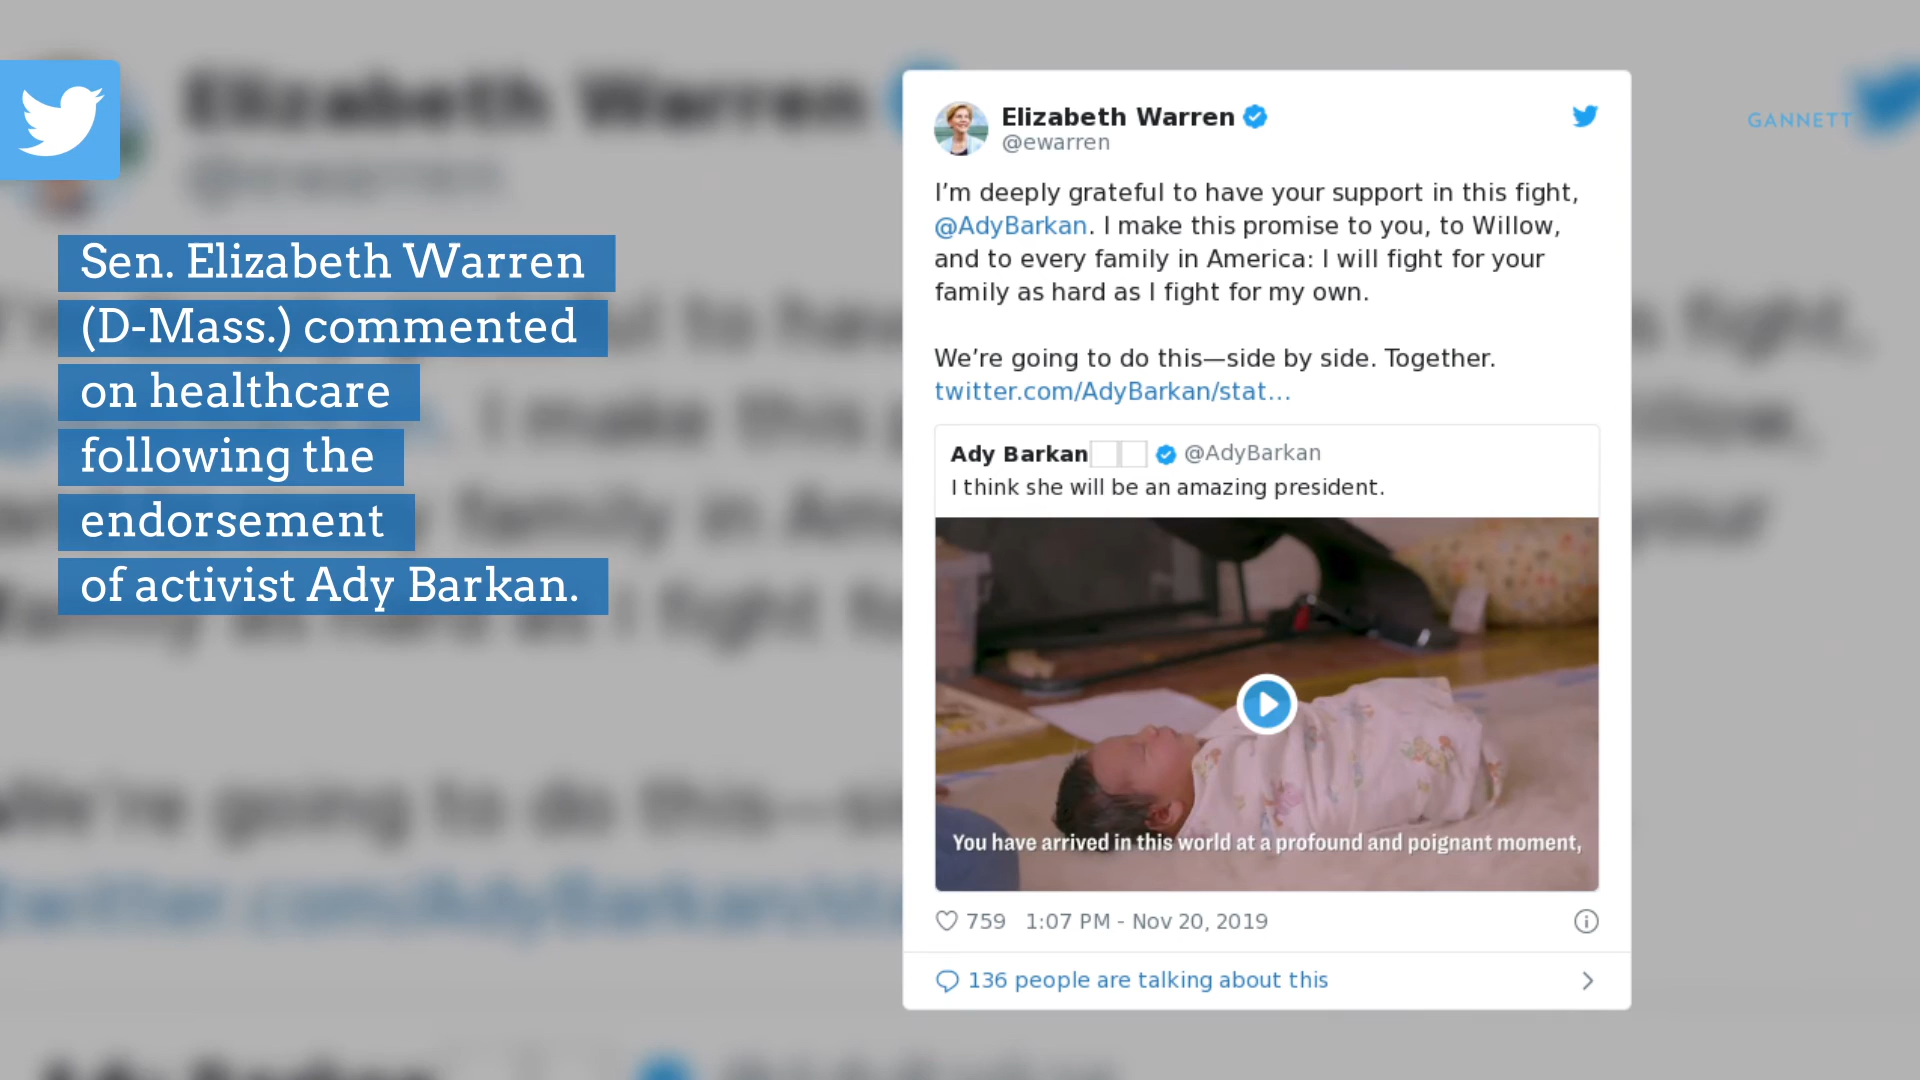 Sen. Elizabeth Warren
(D-Mass.) commented
on healthcare
following the
endorsement
of activist Ady Barkan.
Elizabeth Warren
@ewarren
I’m deeply grateful to have your support in this fight,
@AdyBarkan. I make this promise to you, to Willow,
and to every family in America: I will fight for your
family as hard as I fight for my own.
We’re going to do this—side by side. Together.
twitter.com/AdyBarkan/stat…
Ady Barkan @AdyBarkan
I think she will be an amazing president.
You have arrived in this world at a profound and poignant moment,
759 1:07 PM - Nov 20, 2019
136 people are talking about this
GANNETT